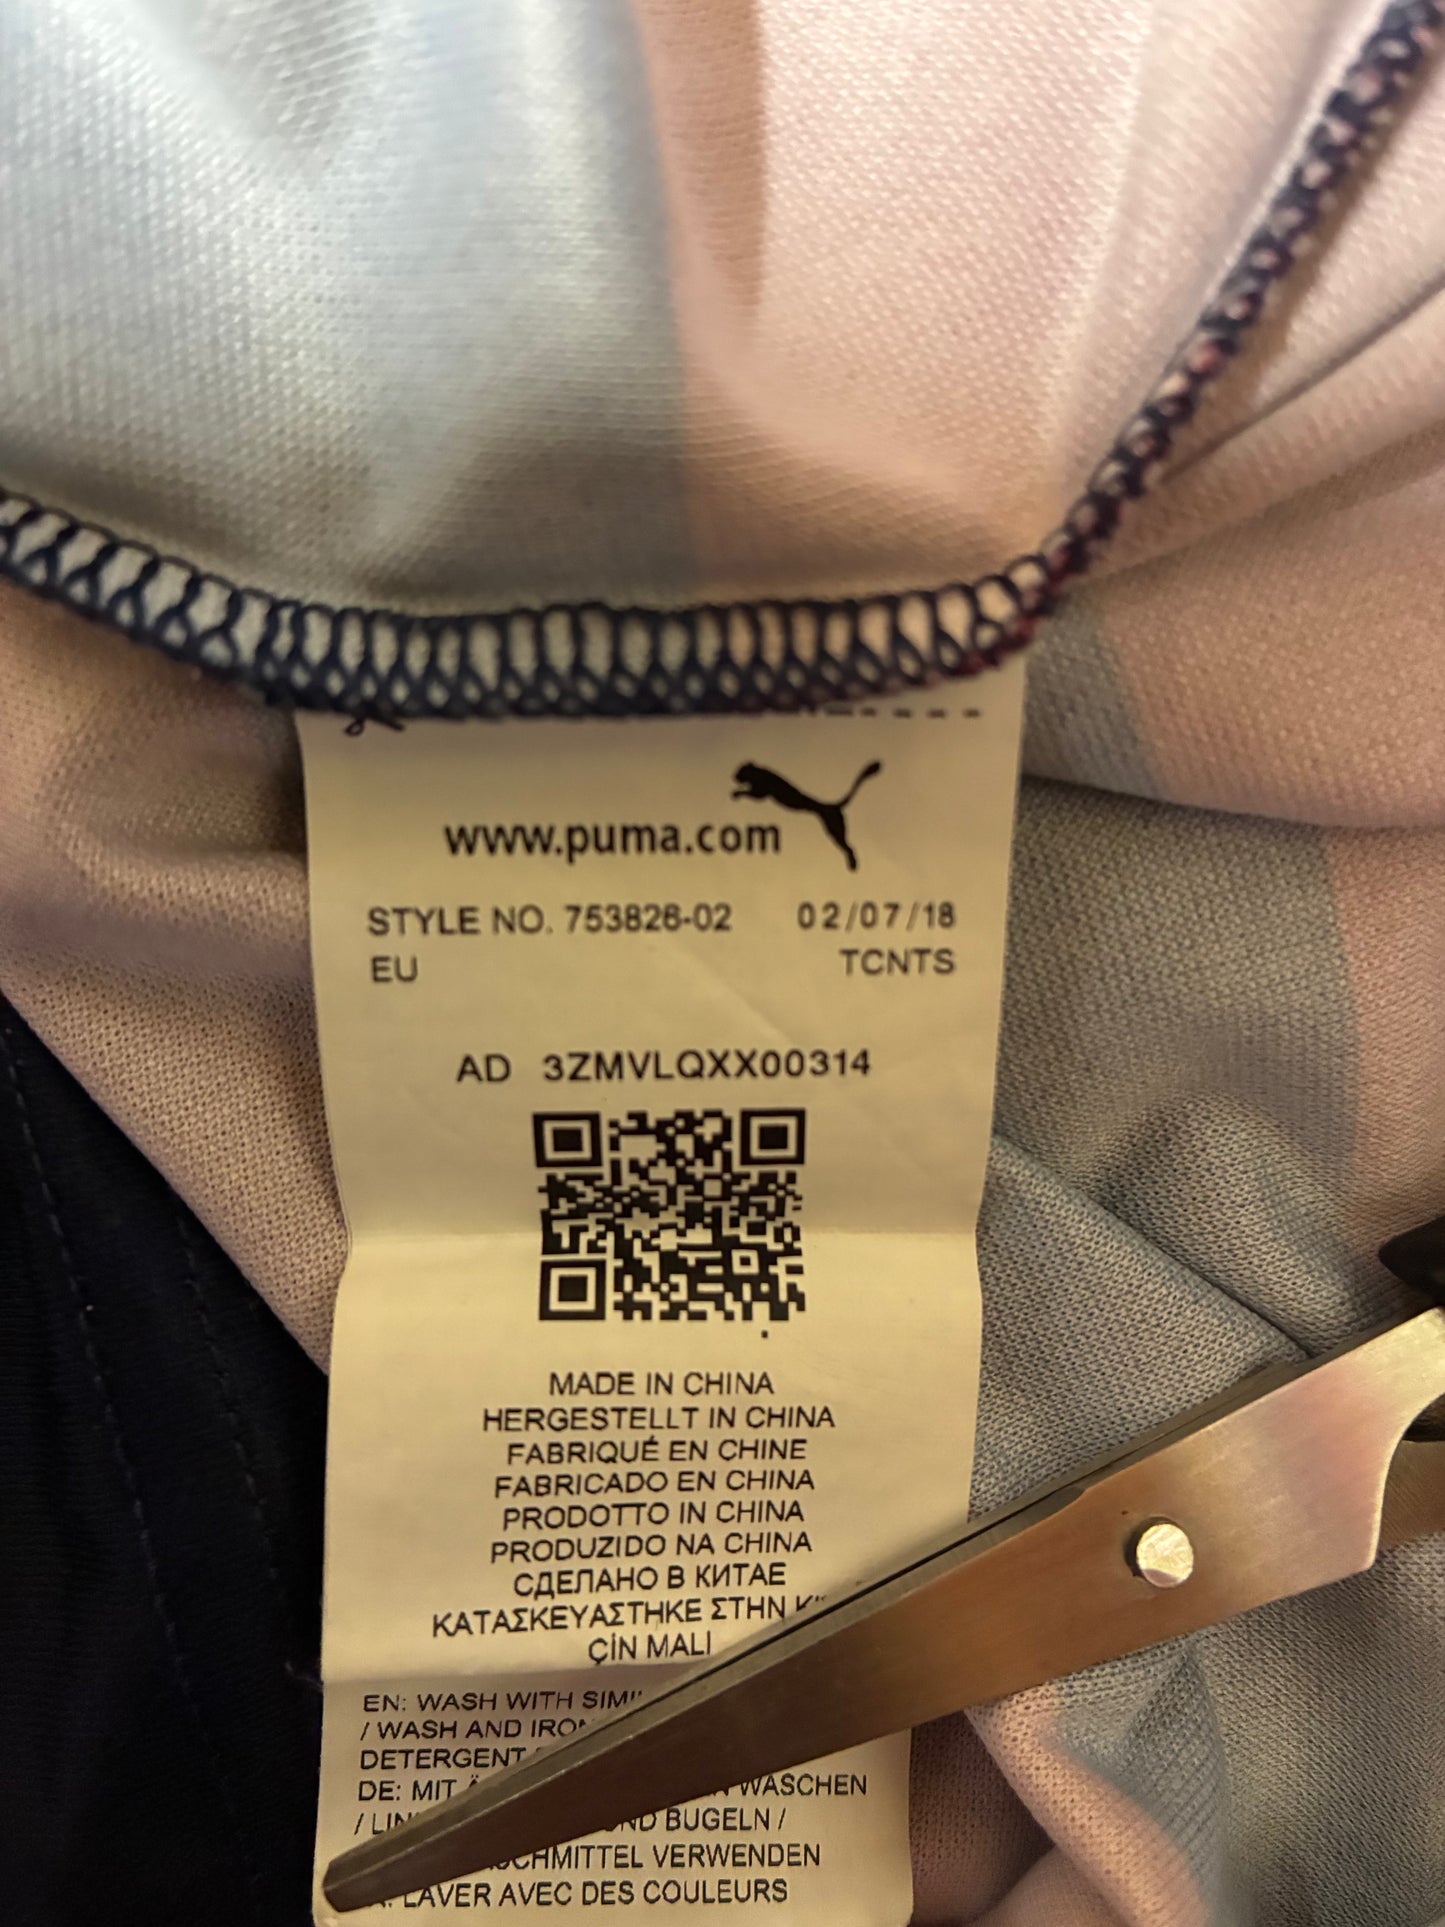 www.puma.com
STYLE NO. 753826-02 02/07/18
EU TCNTS
AD 3ZMVLQXX00314
MADE IN CHINA
HERGESTELLT IN CHINA
FABRIQUÉ EN CHINE
FABRICADO EN CHINA
PRODOTTO IN CHINA
PRODUZIDO NA CHINA
СДЕЛАНО В КИТАЕ
ΚΑΤΑΣΚΕΥΑΣΤΗΚΕ ΣΤΗΝ
ÇİN MALI
EN: WASH WITH
/ WASH AND
DETERGENT
DE: MIT WASCHEN
/ BUGELN /
VERWENDEN
LAVER AVEC DES COULEURS